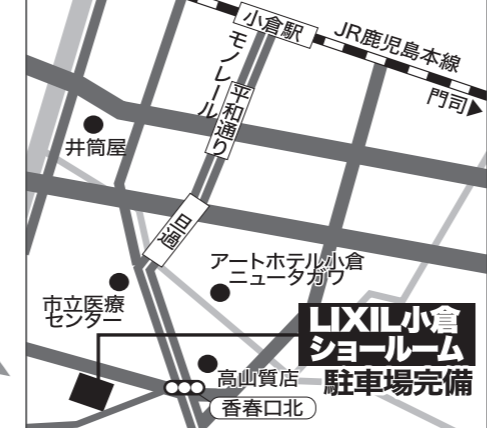 小倉駅
JR鹿児島本線
門司▶
モノレール
平和通り
井筒屋
旦過
アートホテル小倉
ニュータガワ
市立医療
センター
LIXIL小倉
ショールーム
駐車場完備
高山質店
香春口北